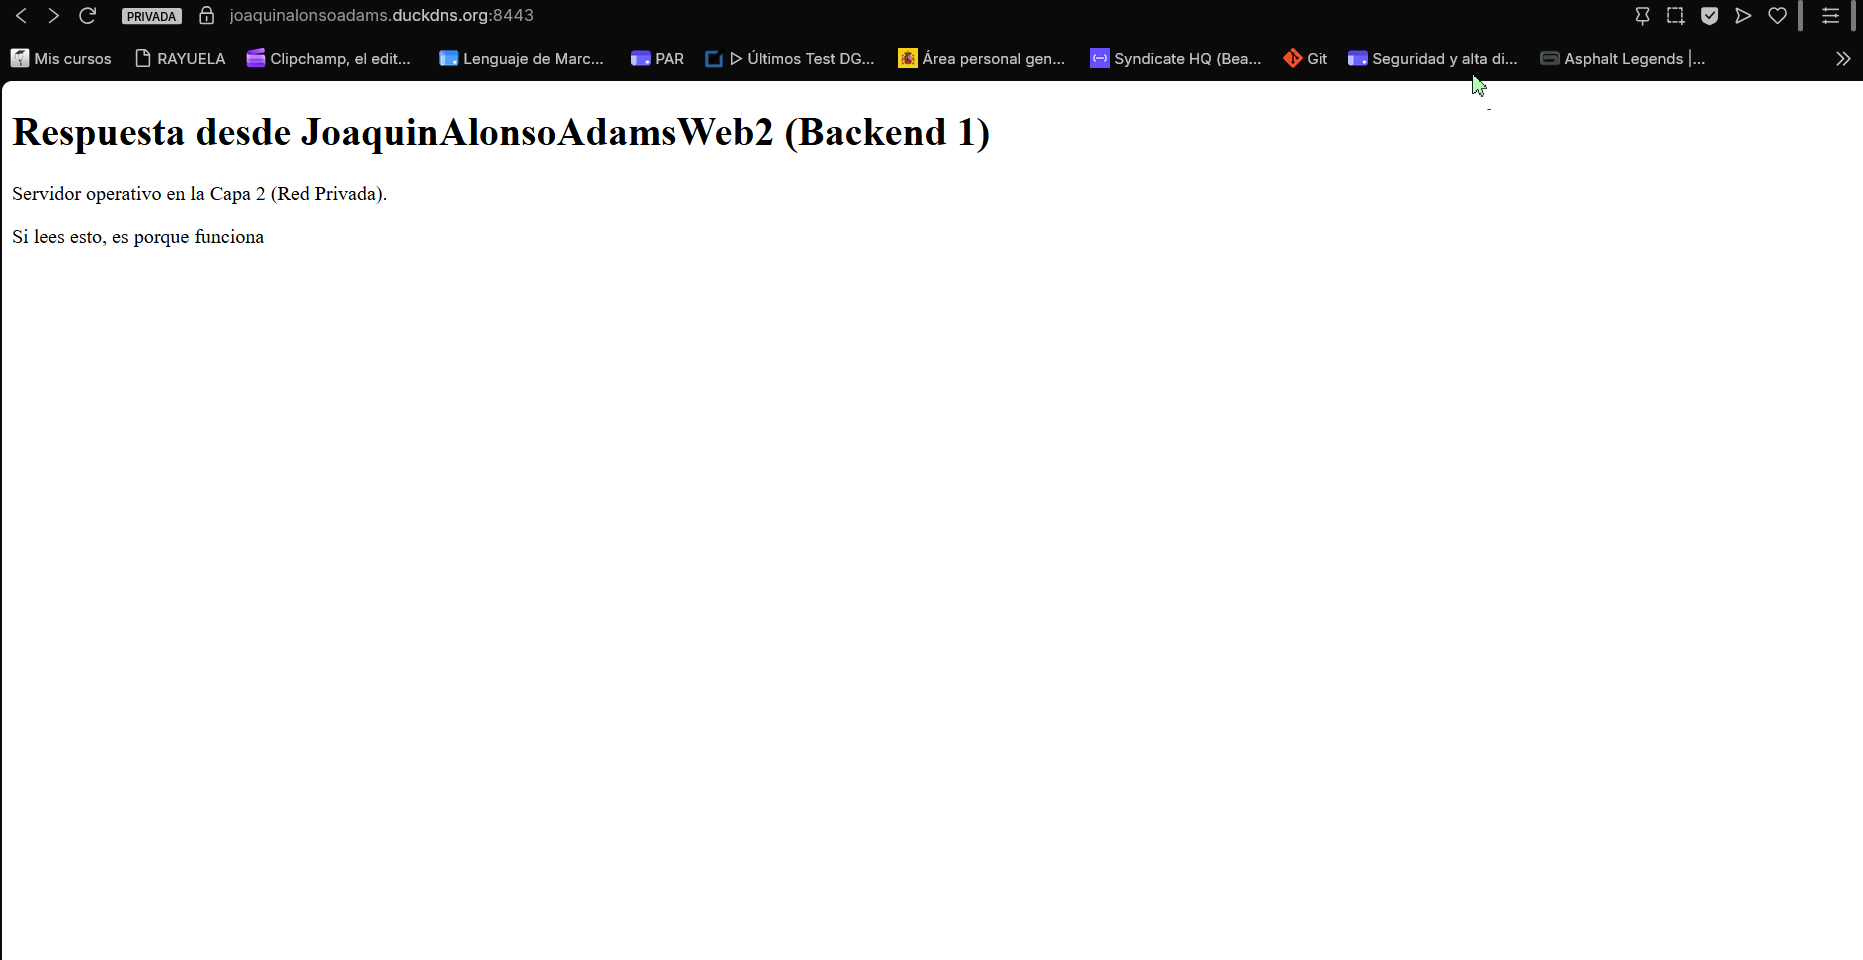 PRIVADA joaquinalonsoadams.duckdns.org:8443
Mis cursos RAYUELA Clipchamp, el edit... Lenguaje de Marc... PAR Últimos Test DG... Área personal gen... Syndicate HQ (Bea... Git Seguridad y alta di... Asphalt Legends |...
Respuesta desde JoaquinAlonsoAdamsWeb2 (Backend 1)
Servidor operativo en la Capa 2 (Red Privada).
Si lees esto, es porque funciona